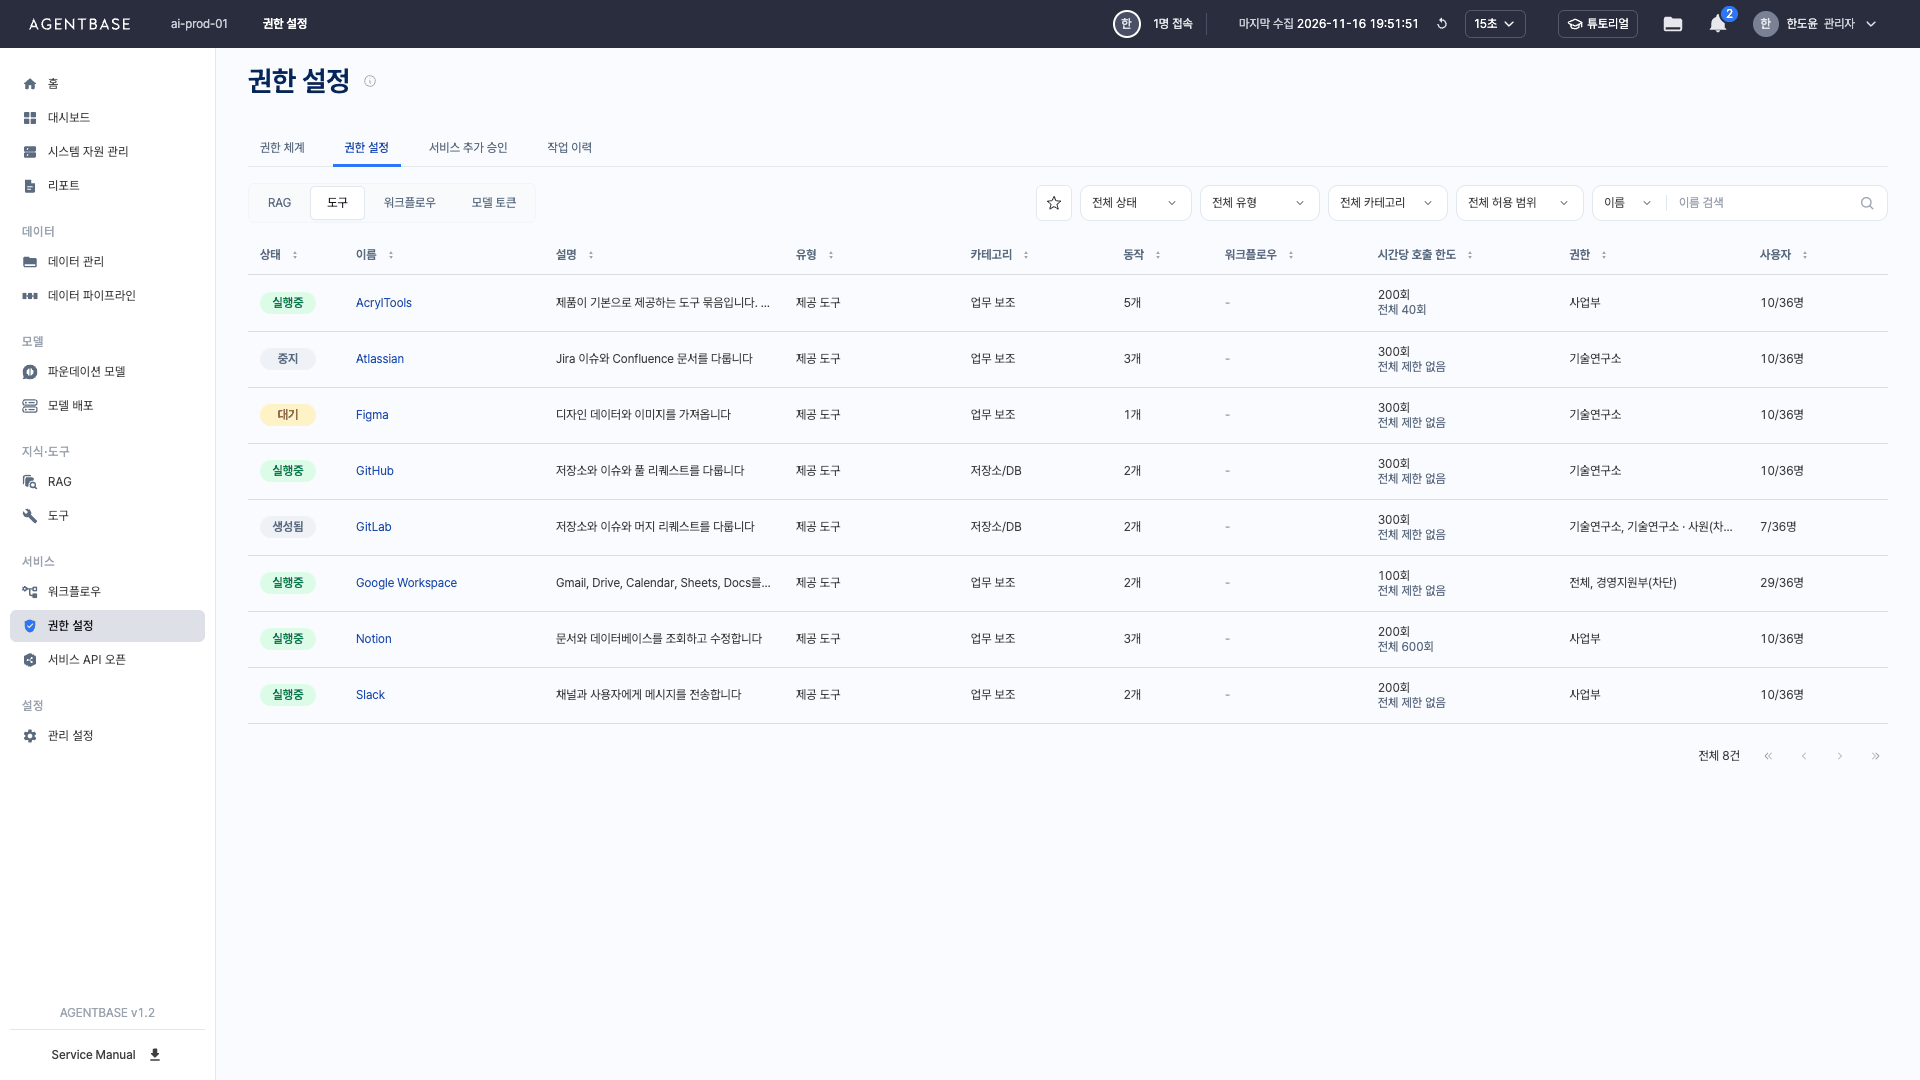 AGENTBASE
ai-prod-01
권한 설정
한
1명 접속
마지막 수집 2026-11-16 19:51:51
15초
튜토리얼
2
한
한도윤 관리자
홈
대시보드
시스템 자원 관리
리포트
데이터
데이터 관리
데이터 파이프라인
모델
파운데이션 모델
모델 배포
지식·도구
RAG
도구
서비스
워크플로우
권한 설정
서비스 API 오픈
설정
관리 설정
AGENTBASE v1.2
Service Manual
권한 설정
권한 체계
권한 설정
서비스 추가 승인
작업 이력
RAG
도구
워크플로우
모델 토큰
전체 상태
전체 유형
전체 카테고리
전체 허용 범위
이름
이름 검색
상태 이름 설명 유형 카테고리 동작 워크플로우 시간당 호출 한도 권한 사용자
실행중 AcrylTools 제품이 기본으로 제공하는 도구 묶음입니다. ... 제공 도구 업무 보조 5개 - 200회 사업부 10/36명
전체 40회
중지 Atlassian Jira 이슈와 Confluence 문서를 다룹니다 제공 도구 업무 보조 3개 - 300회 기술연구소 10/36명
전체 제한 없음
대기 Figma 디자인 데이터와 이미지를 가져옵니다 제공 도구 업무 보조 1개 - 300회 기술연구소 10/36명
전체 제한 없음
실행중 GitHub 저장소와 이슈와 풀 리퀘스트를 다룹니다 제공 도구 저장소/DB 2개 - 300회 기술연구소 10/36명
전체 제한 없음
생성됨 GitLab 저장소와 이슈와 머지 리퀘스트를 다룹니다 제공 도구 저장소/DB 2개 - 300회 기술연구소, 기술연구소 · 사원(차... 7/36명
전체 제한 없음
실행중 Google Workspace Gmail, Drive, Calendar, Sheets, Docs를... 제공 도구 업무 보조 2개 - 100회 전체, 경영지원부(차단) 29/36명
전체 제한 없음
실행중 Notion 문서와 데이터베이스를 조회하고 수정합니다 제공 도구 업무 보조 3개 - 200회 사업부 10/36명
전체 600회
실행중 Slack 채널과 사용자에게 메시지를 전송합니다 제공 도구 업무 보조 2개 - 200회 사업부 10/36명
전체 제한 없음
전체 8건